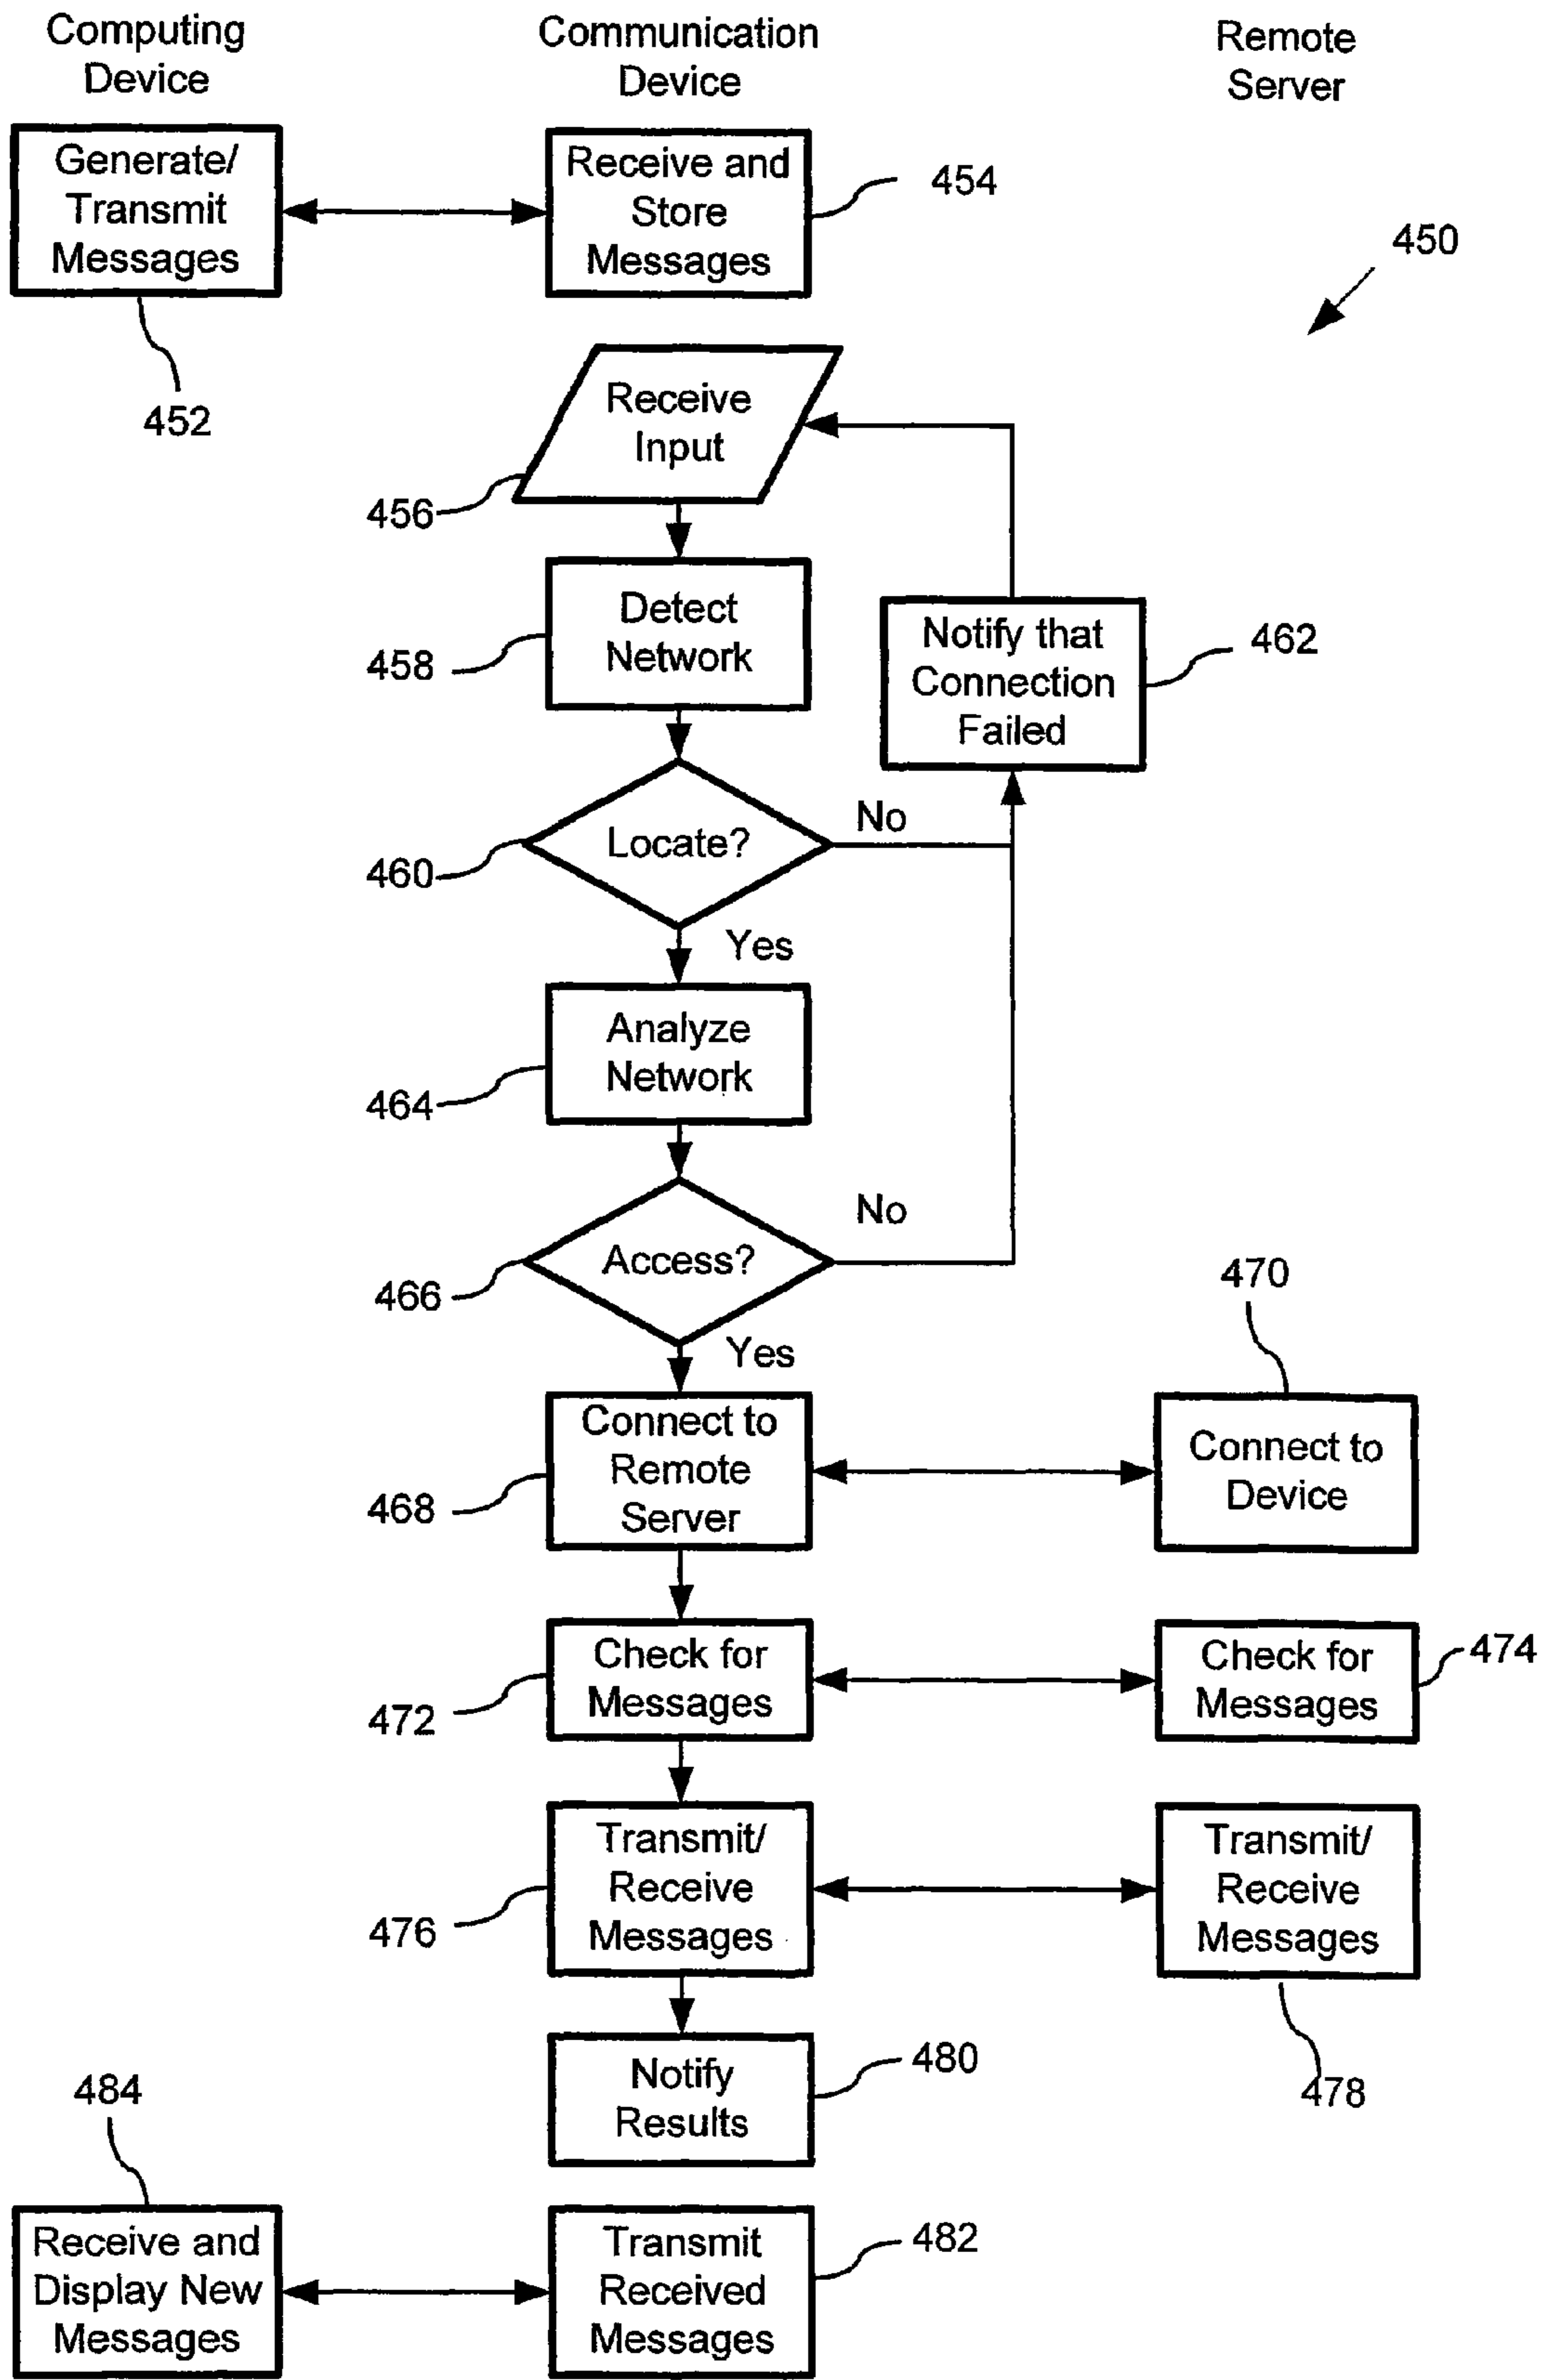 Computing
Device
Communication
Device
Remote
Server
Generate/
Transmit
Messages
Receive and
Store
Messages
454
450
452
Receive
Input
456
Detect
Network
458
Notify that
Connection
Failed
462
Locate?
No
460
Yes
Analyze
Network
464
Access?
No
466
Yes
470
Connect to
Remote
Server
468
Connect to
Device
Check for
Messages
472
Check for
Messages
474
Transmit/
Receive
Messages
476
Transmit/
Receive
Messages
478
Notify
Results
480
484
Receive and
Display New
Messages
Transmit
Received
Messages
482